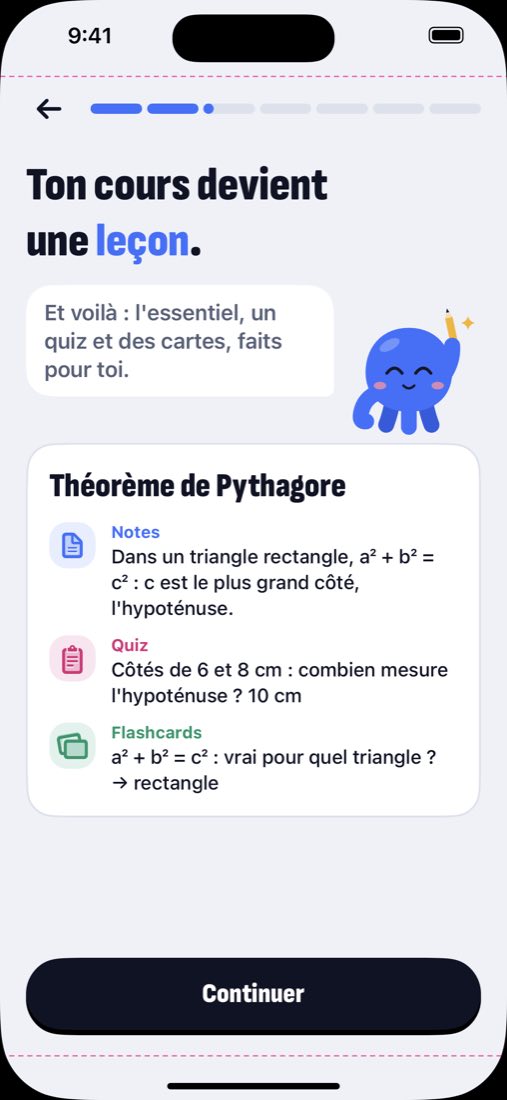 9:41
Ton cours devient
une leçon.
Et voilà : l'essentiel, un
quiz et des cartes, faits
pour toi.
Théorème de Pythagore
Notes
Dans un triangle rectangle, a² + b² =
c² : c est le plus grand côté,
l'hypoténuse.
Quiz
Côtés de 6 et 8 cm : combien mesure
l'hypoténuse ? 10 cm
Flashcards
a² + b² = c² : vrai pour quel triangle ?
→ rectangle
Continuer